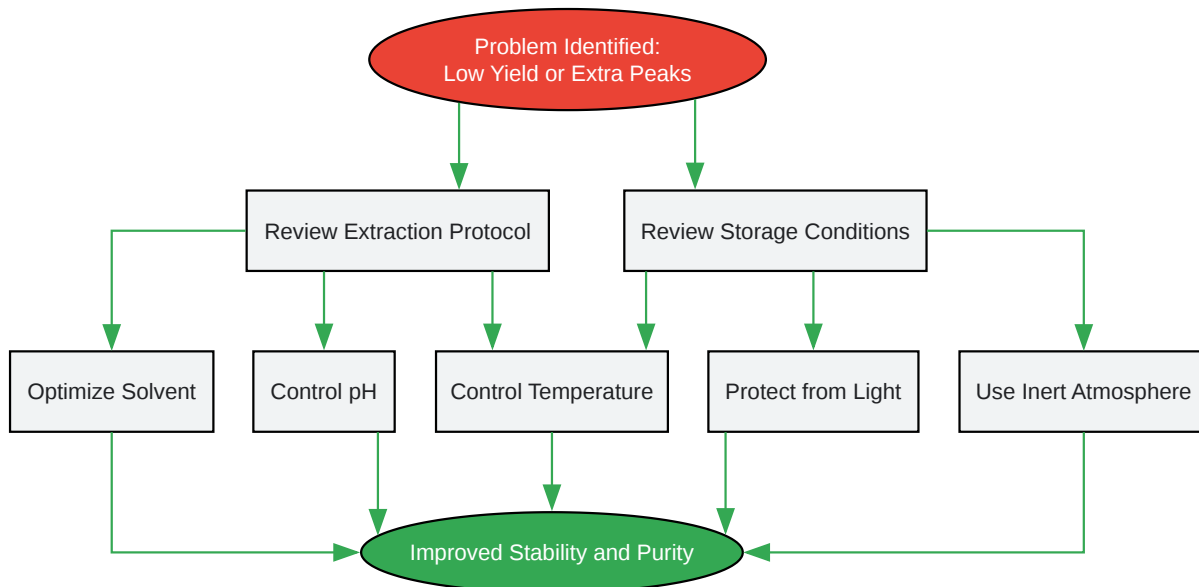 Problem Identified:
Low Yield or Extra Peaks
Review Extraction Protocol
Review Storage Conditions
Optimize Solvent
Control pH
Control Temperature
Protect from Light
Use Inert Atmosphere
Improved Stability and Purity